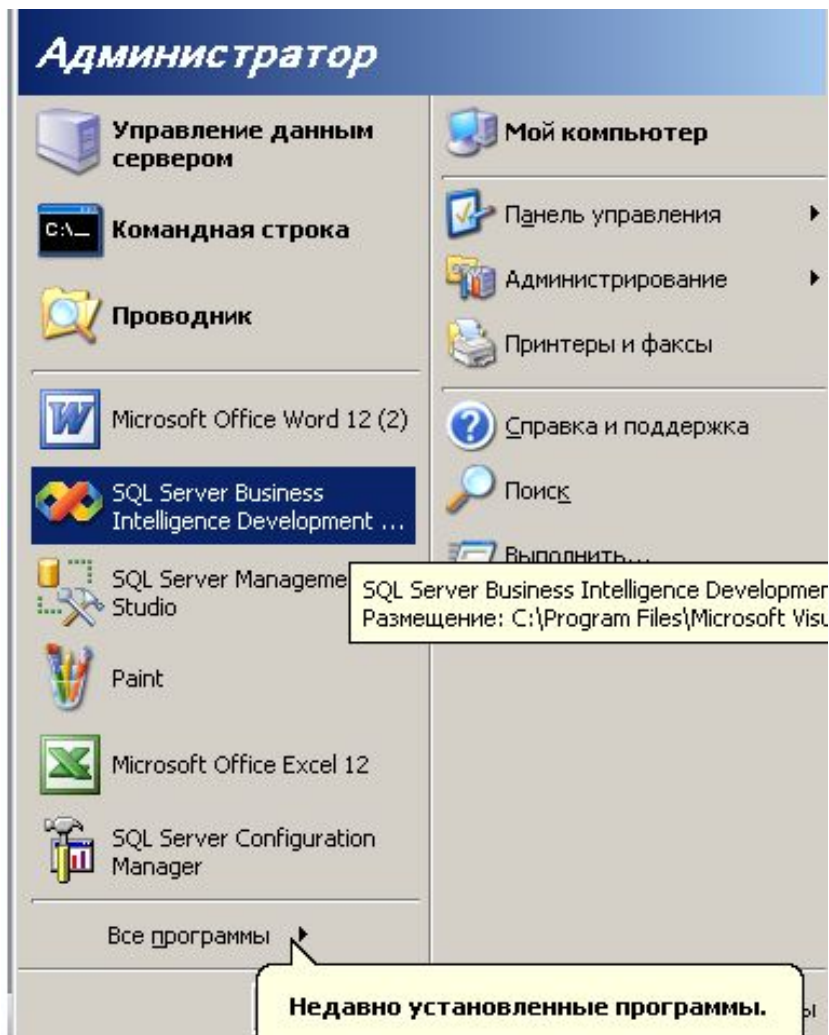 Администратор
Управление данным
сервером
C:\_
Командная строка
Проводник
Microsoft Office Word 12 (2)
SQL Server Business
Intelligence Development ...
SQL Server Manageme
Studio
Paint
Microsoft Office Excel 12
SQL Server Configuration
Manager
Все программы
Мой компьютер
Панель управления
Администрирование
Принтеры и факсы
Справка и поддержка
Поиск
Выполнить...
SQL Server Business Intelligence Developmen
Размещение: C:\Program Files\Microsoft Visu
Недавно установленные программы.